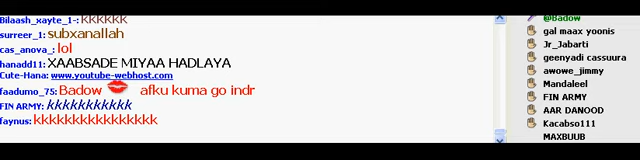 Bilaash_xayte_1-: kkkkkk
surreer_1: subxanallah
cas_anova_: lol
hanadd11: XAABSADE MIYAA HADLAYA
Cute-Hana: www.youtube-webhost.com
faadumo_75: Badow afku kuma go indr
FIN ARMY: kkkkkkkkkkk
faynus: kkkkkkkkkkkkkkkk
@Badow
gal maax yoonis
Jr_Jabarti
geenyadi cassuura
awowe_jimmy
Mandaleel
FIN ARMY
AAR DANOOD
Kacabso111
MAXBUUB